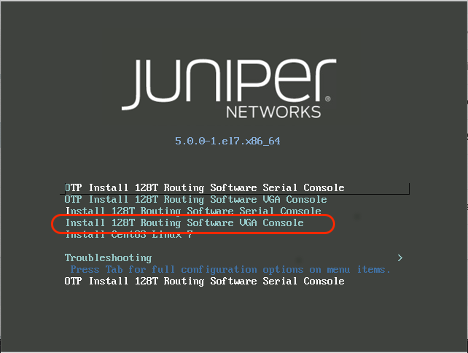 JUNIPER
NETWORKS
5.0.0-1.el7.x86_64
OTP Install 128T Routing Software Serial Console
OTP Install 128T Routing Software VGA Console
Install 128T Routing Software Serial Console
Install 128T Routing Software VGA Console
Install CentOS Linux 7
Troubleshooting >
Press Tab for full configuration options on menu items.
OTP Install 128T Routing Software Serial Console